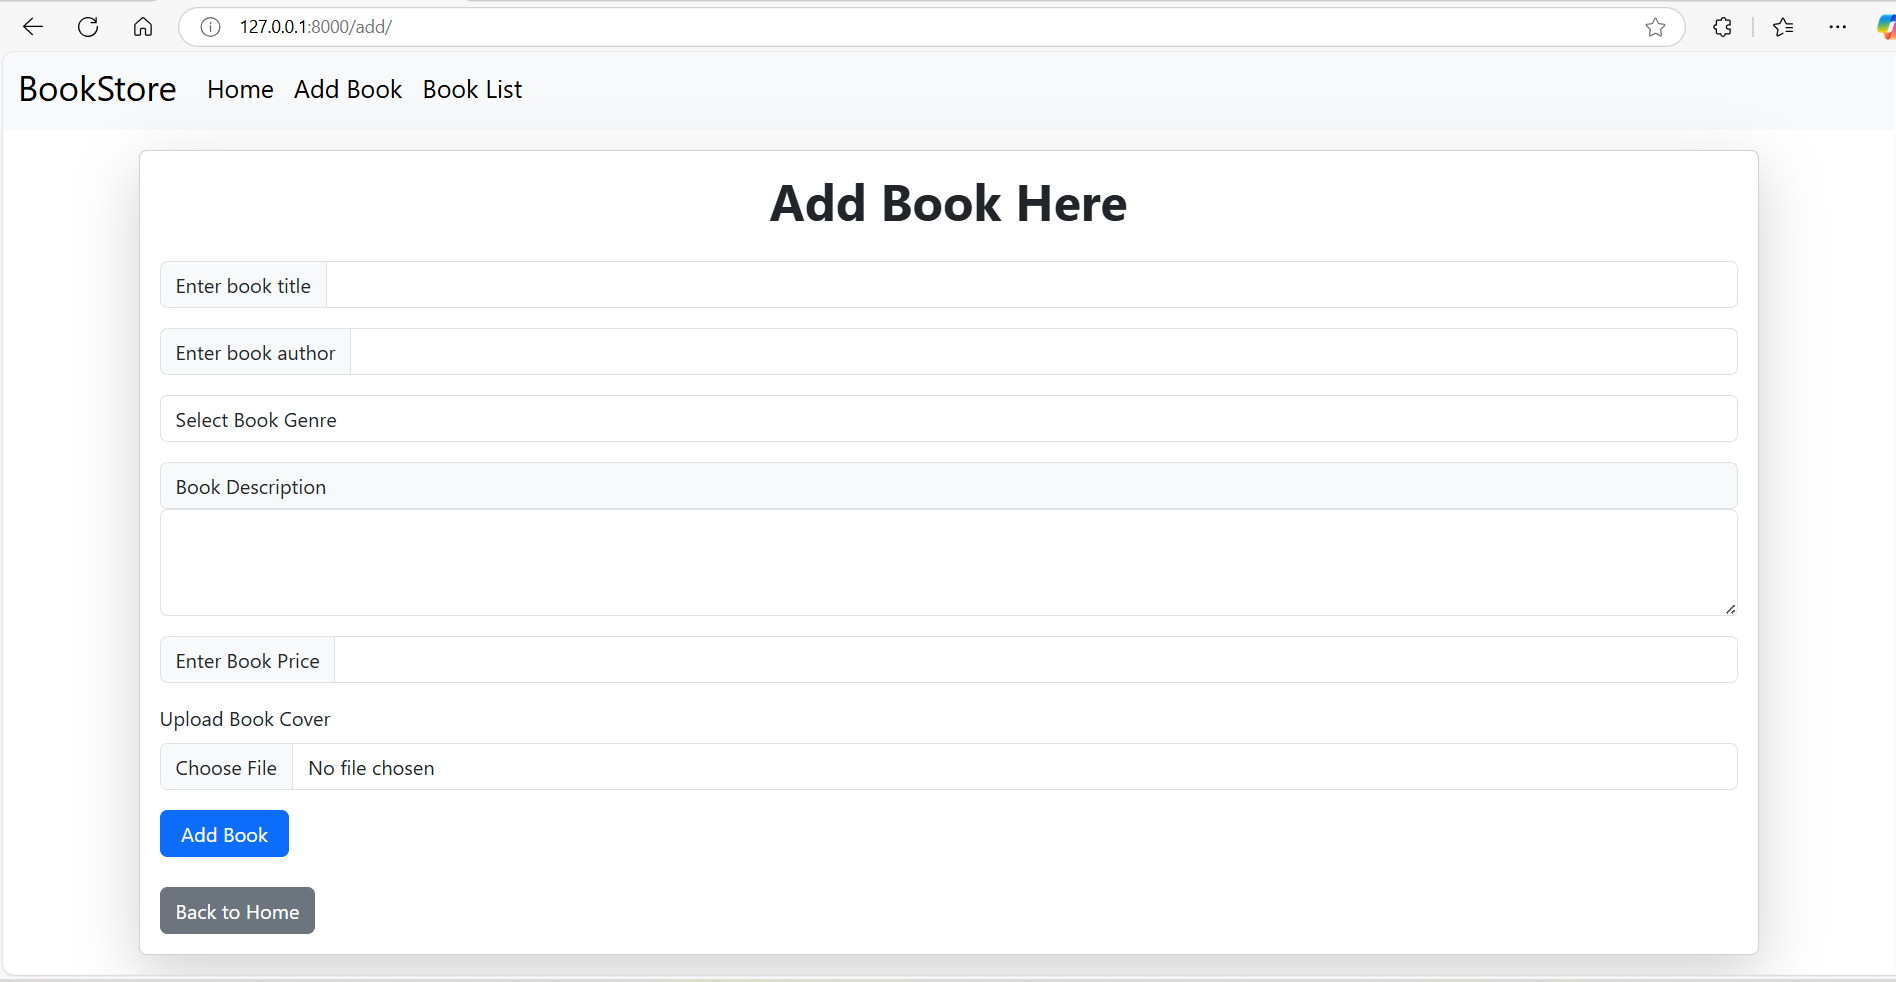 127.0.0.1:8000/add/
BookStore Home Add Book Book List
Add Book Here
Enter book title
Enter book author
Select Book Genre
Book Description
Enter Book Price
Upload Book Cover
Choose File No file chosen
Add Book
Back to Home